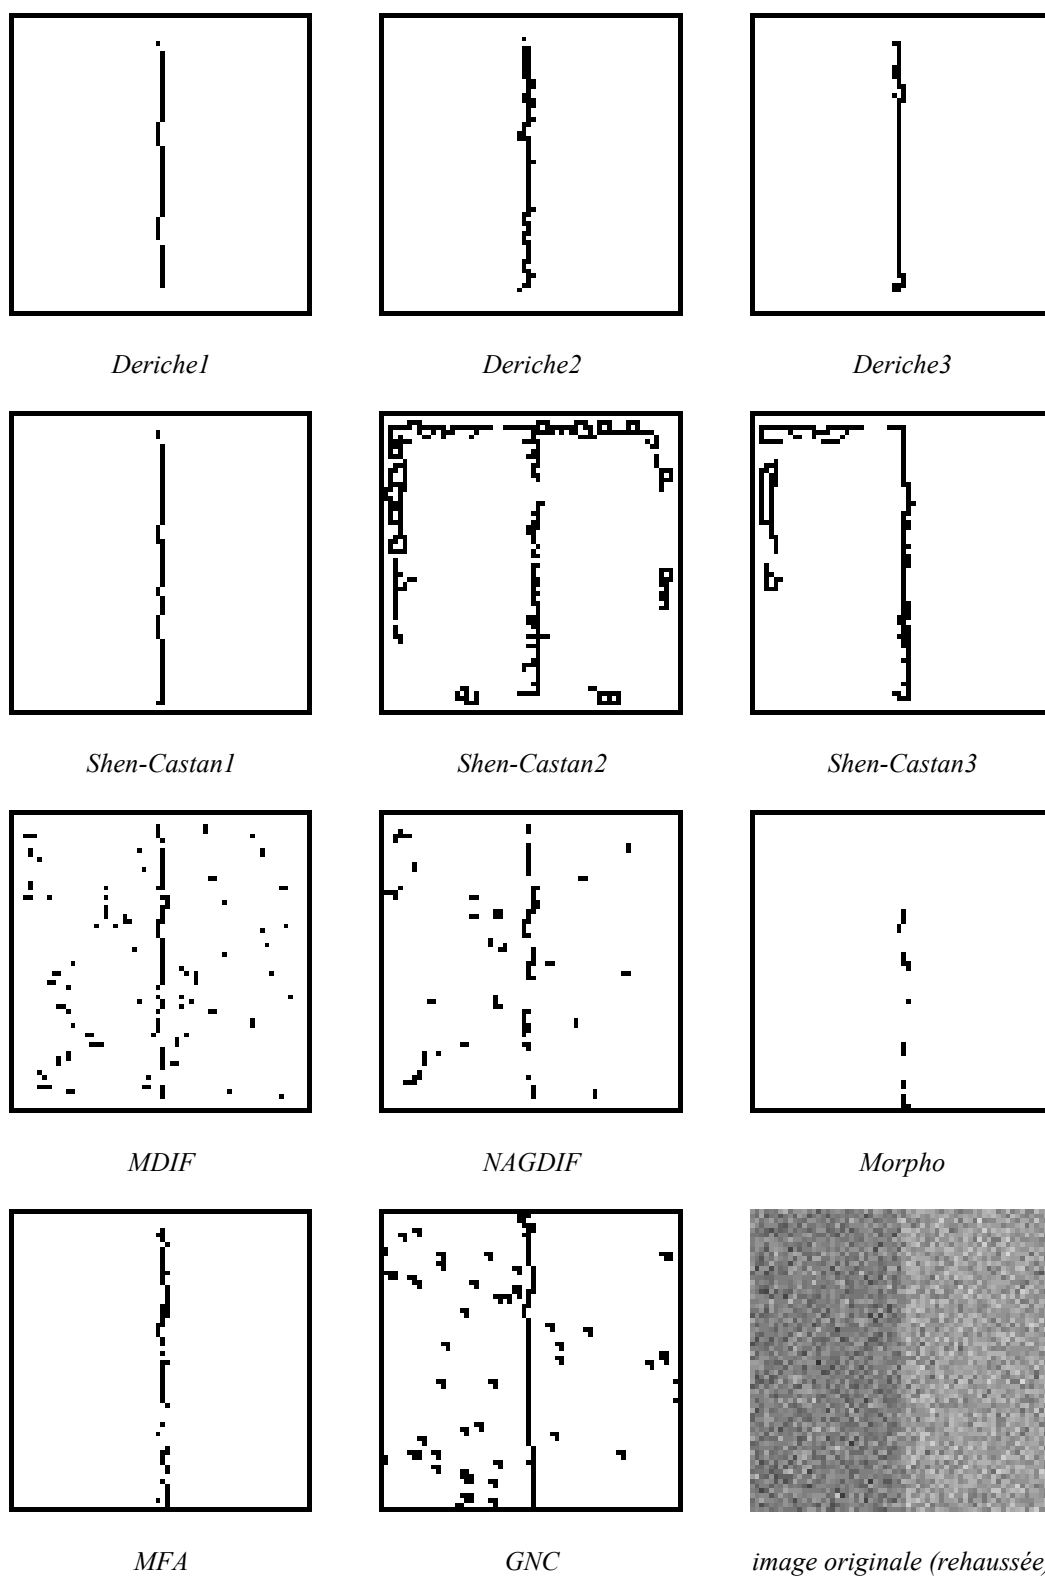 Deriche1 Deriche2 Deriche3
Shen-Castan1 Shen-Castan2 Shen-Castan3
MDIF NAGDIF Morpho
MFA GNC image originale (rehaussée)